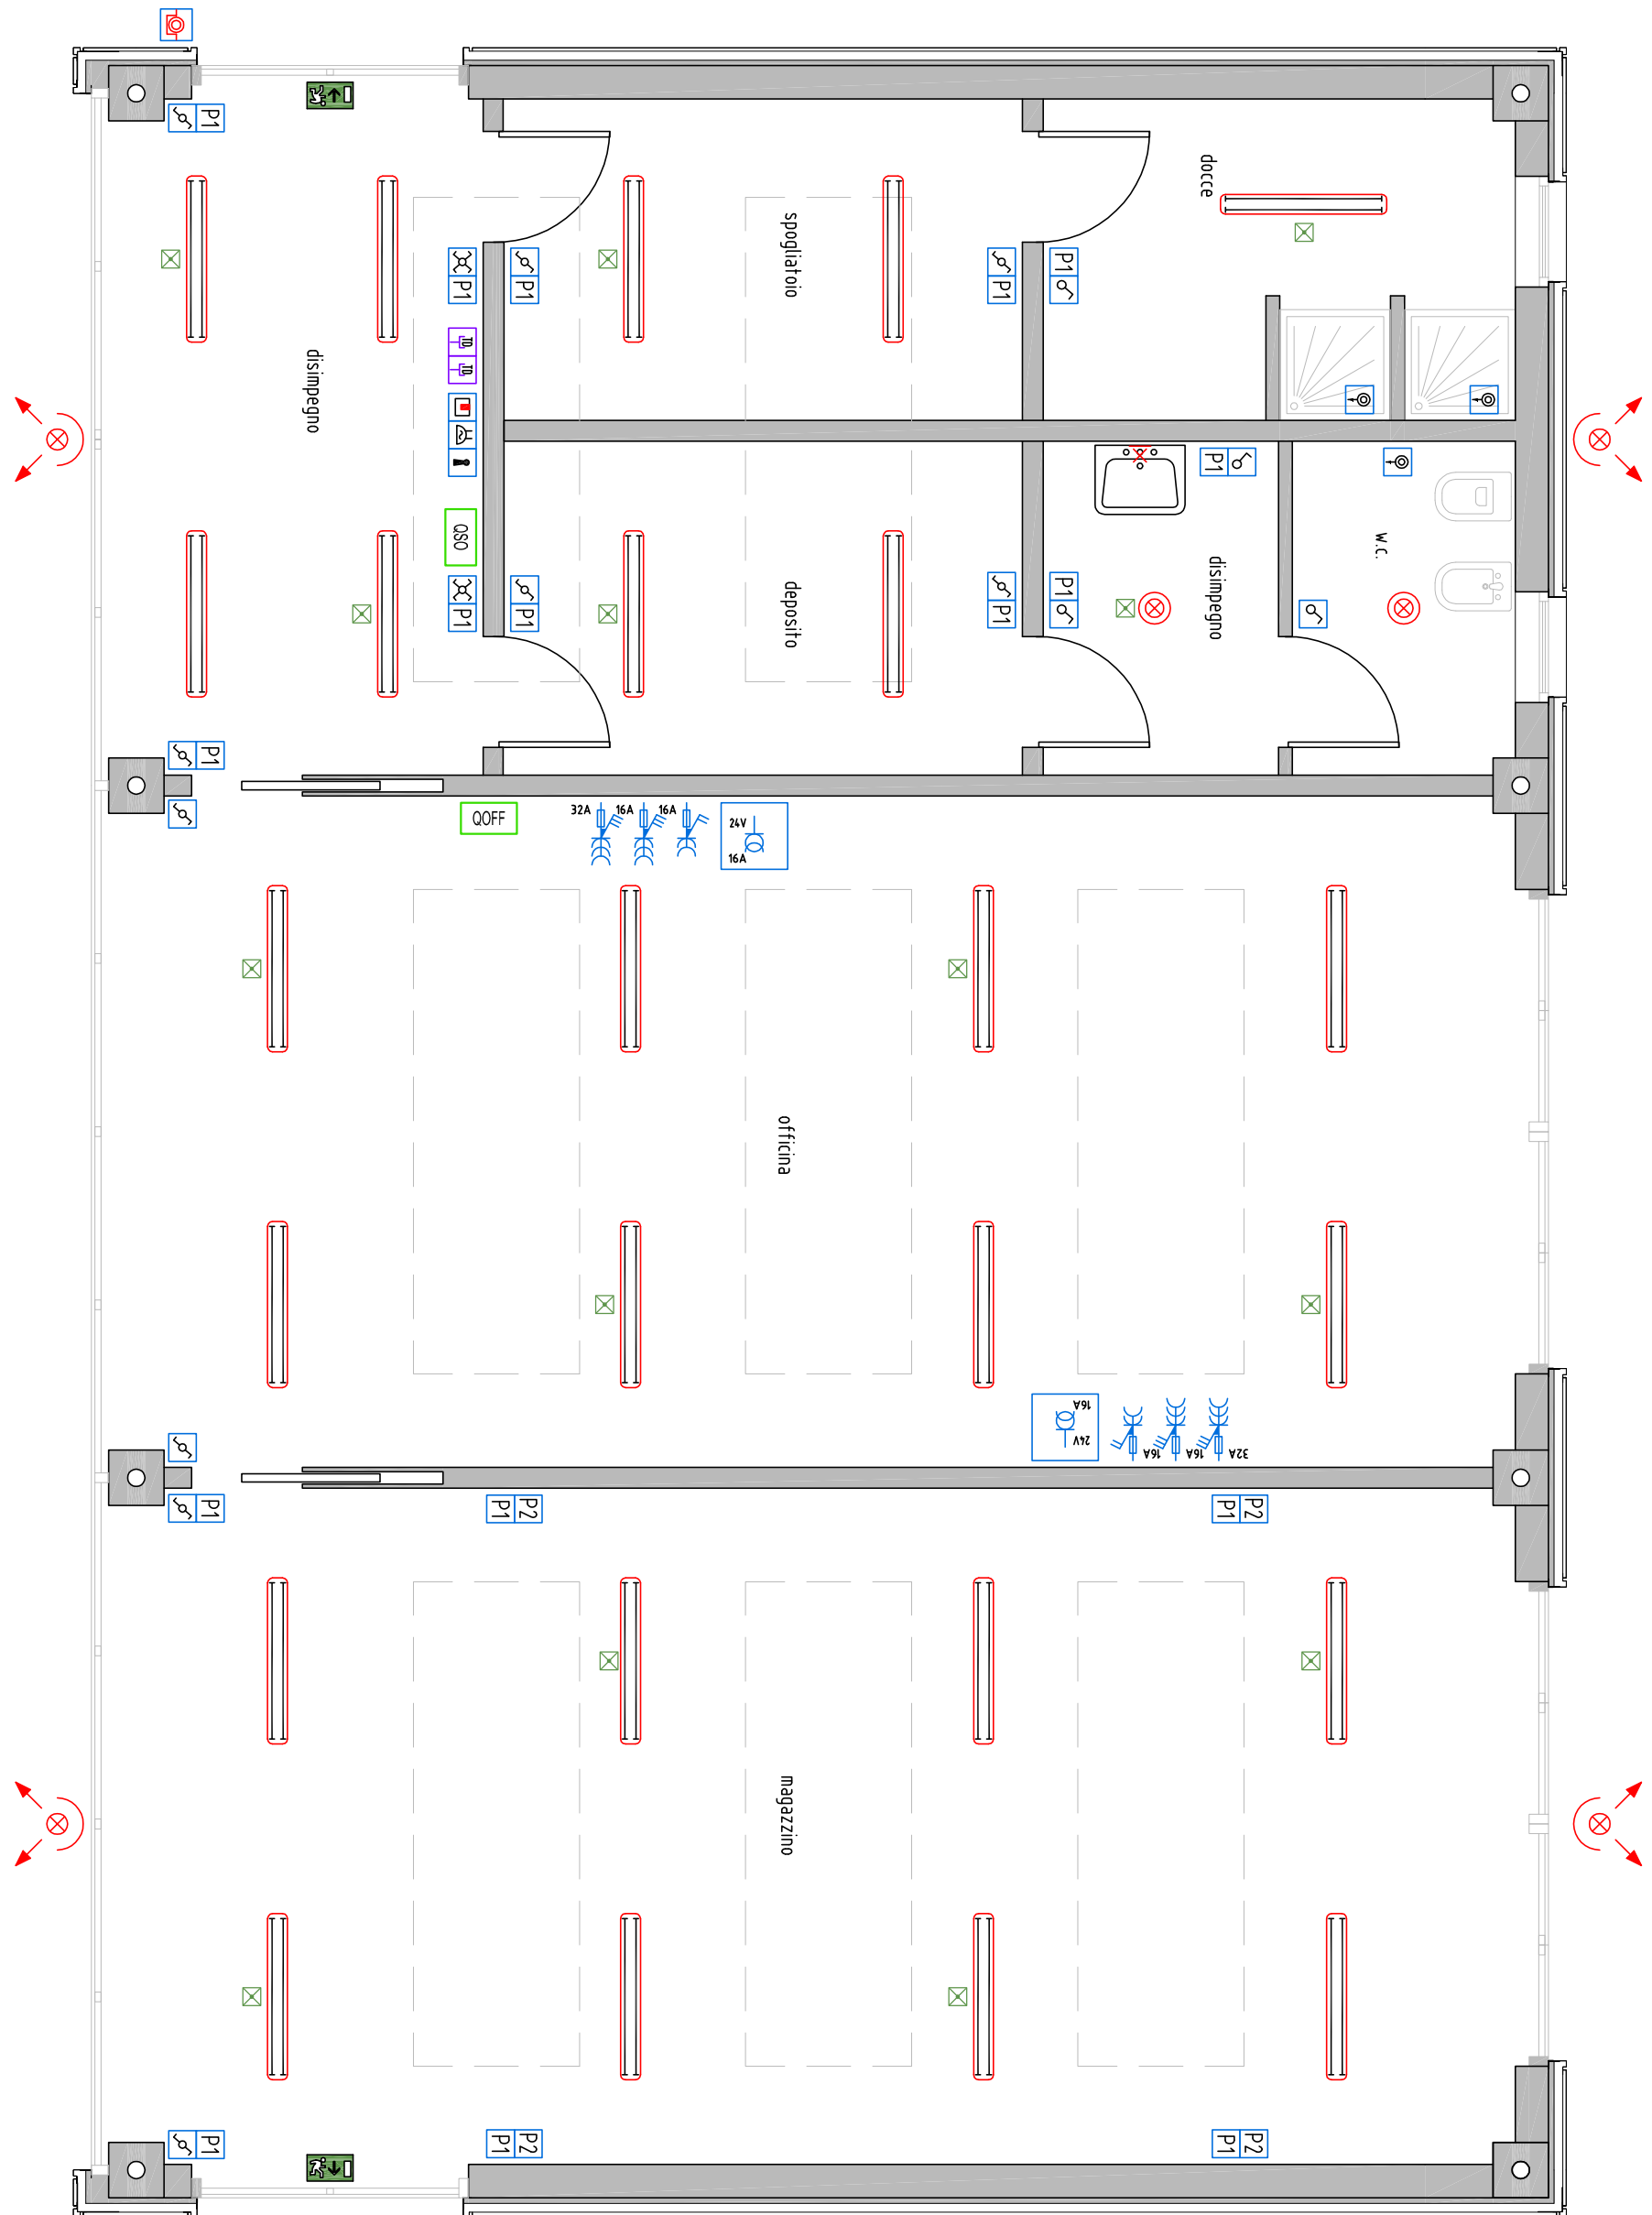 P1
docce
spogliatoio
P1
P1
P1
P1
TD
TD
disimpegno
P1
QSO
w.c.
disimpegno
deposito
P1
P1
P1
P1
P1
QOFF
32A
16A
16A
24V
16A
officina
16A
24V
16A
16A
32A
P1
P1
P2
P1
P2
magazzino
P1
P1
P2
P1
P2